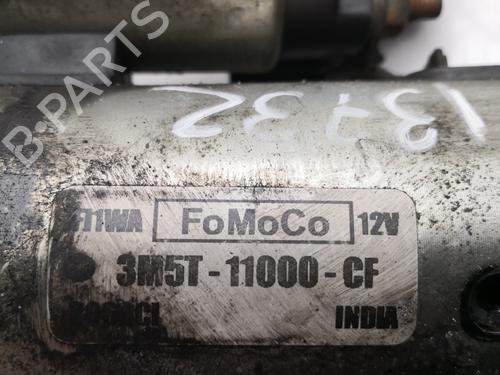 B-PARTS
13732
FoMoCo 12V
3M5T-11000-CF
INDIA